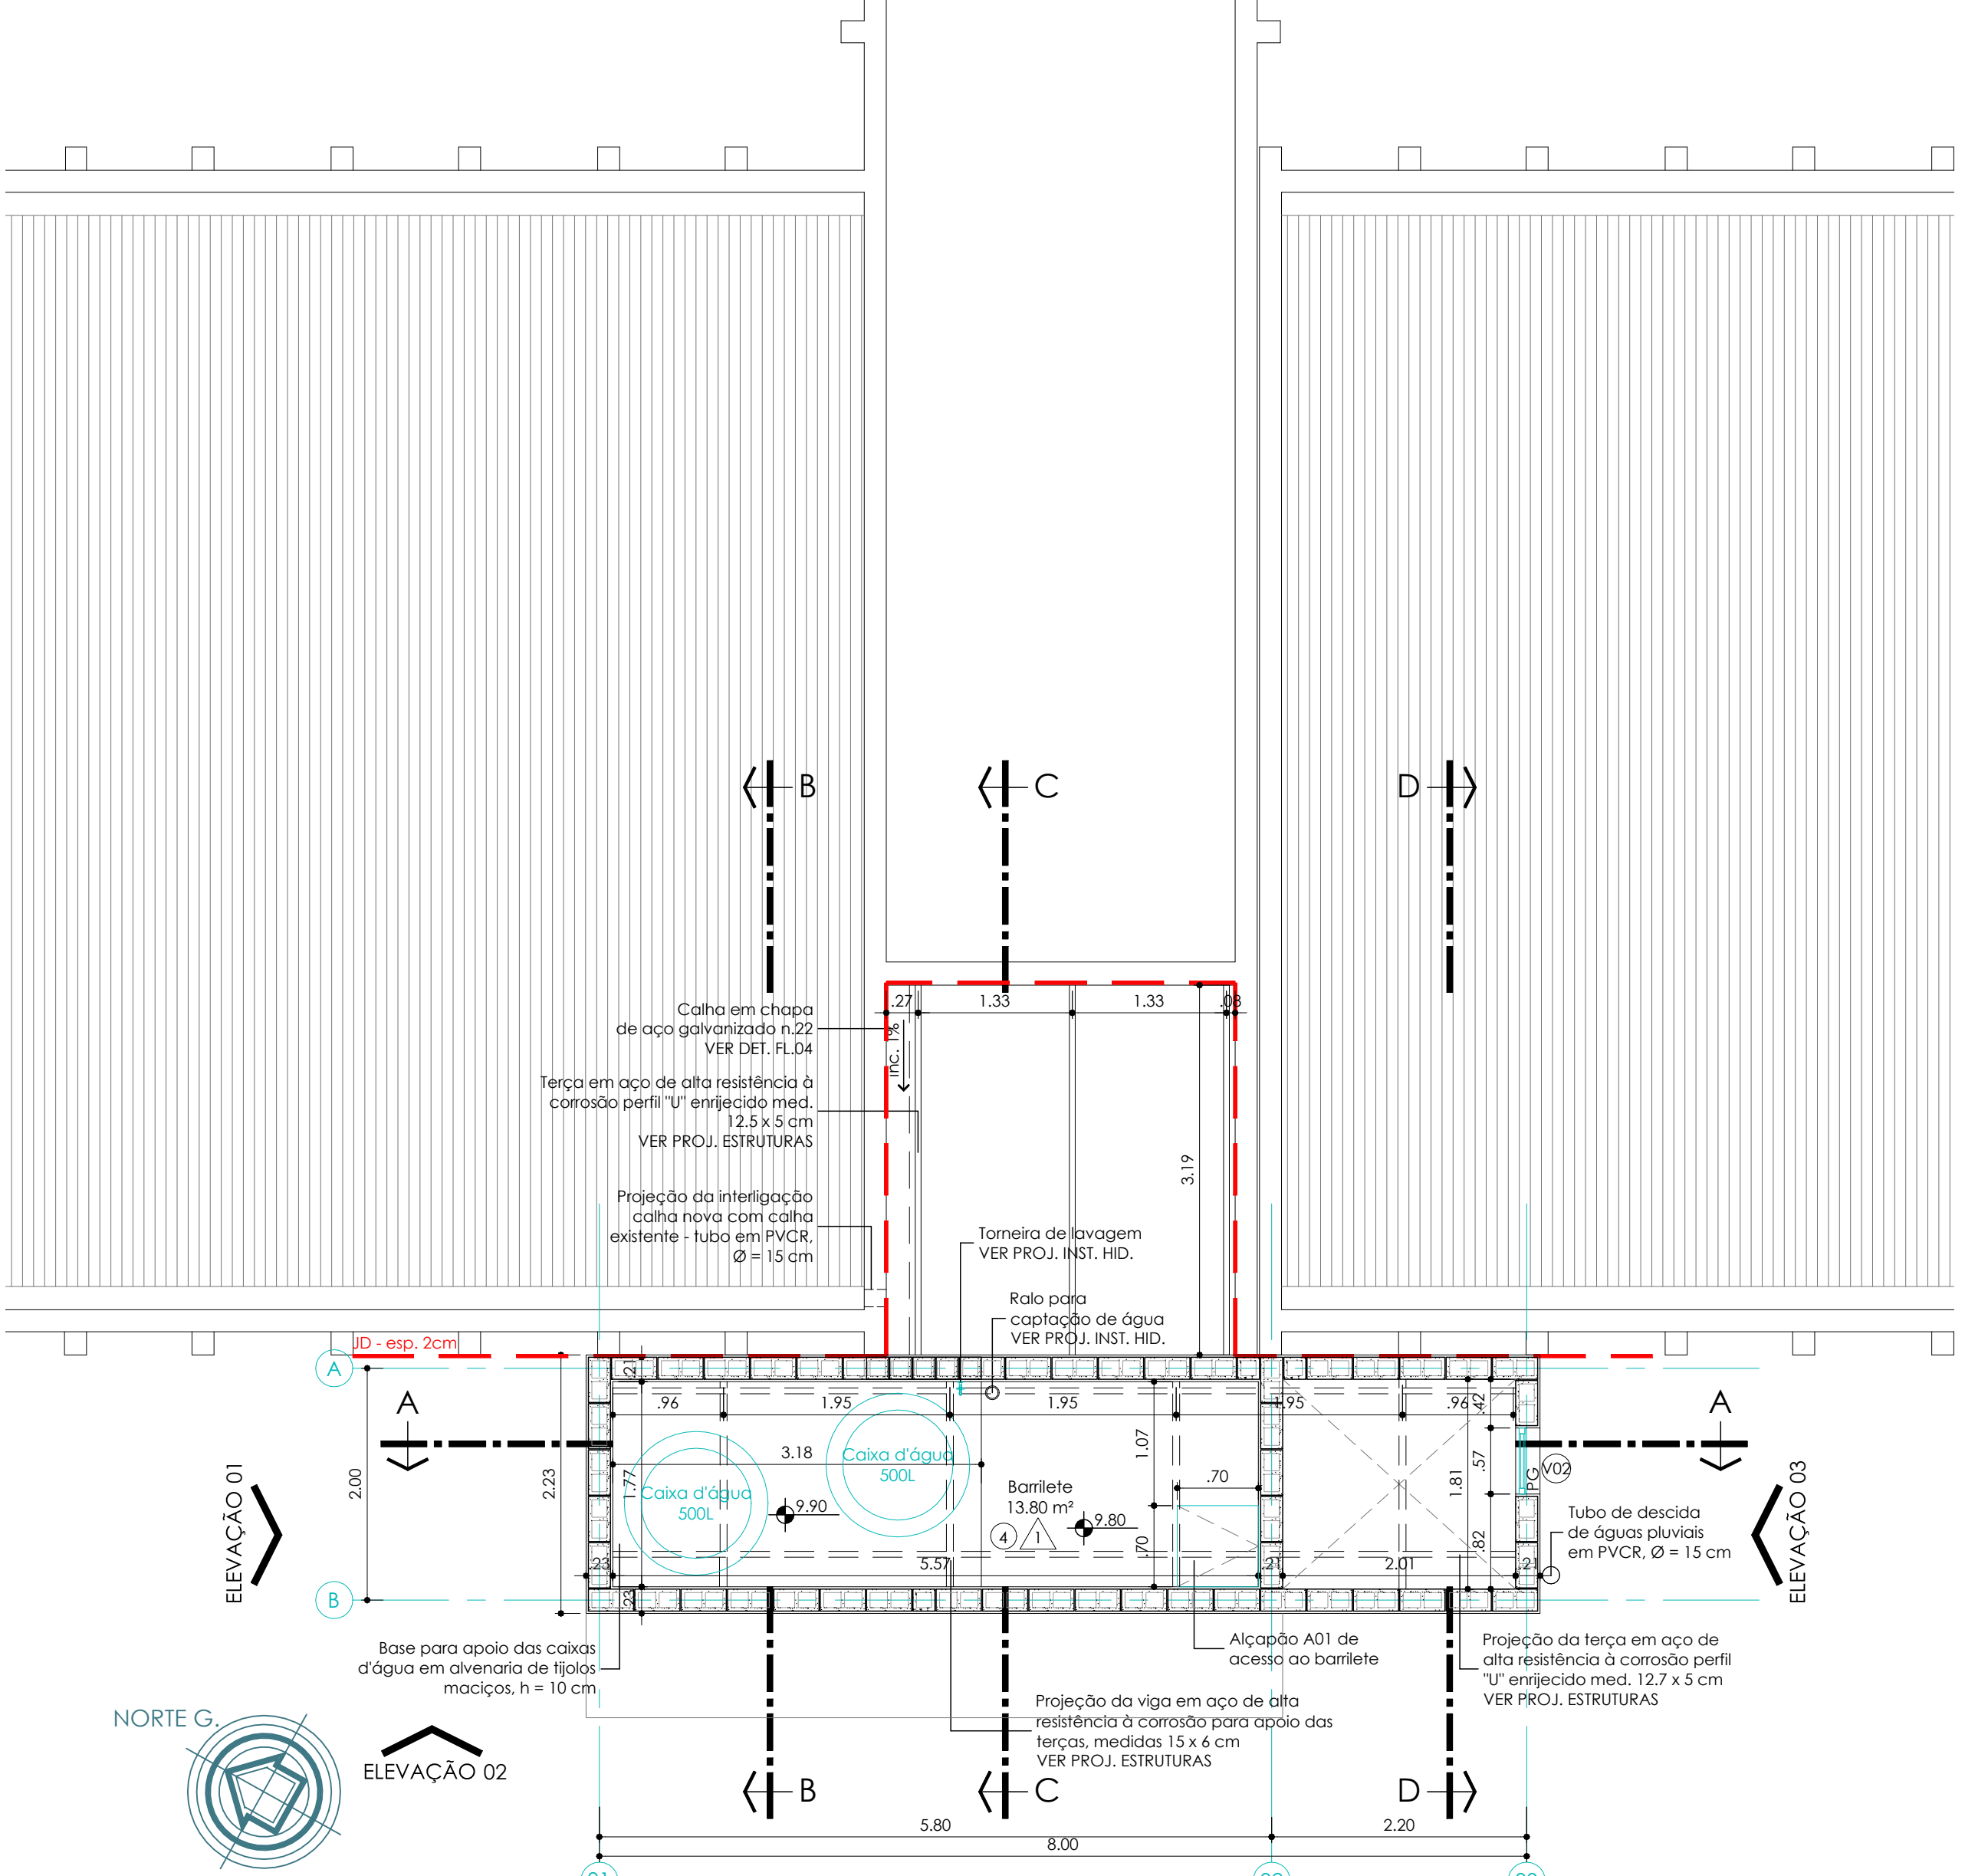 B
C
D
.27
1.33
1.33
.08
Calha em chapa
de aço galvanizado n.22
VER DET. FL.04
inc. 1%
Terça em aço de alta resistência à
corrosão perfil "U" enrijecido med.
12.5 x 5 cm
VER PROJ. ESTRUTURAS
3.19
Projeção da interligação
calha nova com calha
existente - tubo em PVCR,
Ø = 15 cm
Torneira de lavagem
VER PROJ. INST. HID.
Ralo para
captação de água
VER PROJ. INST. HID.
JD - esp. 2cm
A
.21
A
.96
1.95
1.95
1.95
.96
.42
A
3.18
Caixa d'água
500L
1.07
.57
V02
PG
2.00
2.23
1.77
Caixa d'água
500L
.70
1.81
Barrilete
13.80 m²
9.90
4
1
9.80
.70
.82
ELEVAÇÃO 01
ELEVAÇÃO 03
Tubo de descida
de águas pluviais
em PVCR, Ø = 15 cm
.23
5.57
.21
2.01
.21
B
.23
Base para apoio das caixas
d'água em alvenaria de tijolos
maciços, h = 10 cm
Alçapão A01 de
acesso ao barrilete
Projeção da terça em aço de
alta resistência à corrosão perfil
"U" enrijecido med. 12.7 x 5 cm
VER PROJ. ESTRUTURAS
Projeção da viga em aço de alta
resistência à corrosão para apoio das
terças, medidas 15 x 6 cm
VER PROJ. ESTRUTURAS
NORTE G.
ELEVAÇÃO 02
B
C
D
5.80
2.20
8.00